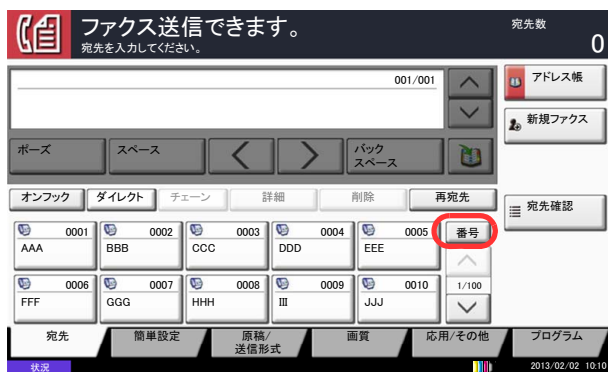 ファクス送信できます。
宛先を入力してください。
宛先数
0
001/001
アドレス帳
新規ファクス
ポーズ
スペース
バック
スペース
オンフック
ダイレクト
チェーン
詳細
削除
再宛先
宛先確認
0001
AAA
0002
BBB
0003
CCC
0004
DDD
0005
EEE
番号
0006
FFF
0007
GGG
0008
HHH
0009
III
0010
JJJ
1/100
宛先
簡単設定
原稿/
送信形式
画質
応用/その他
プログラム
状況
2013/02/02 10:10